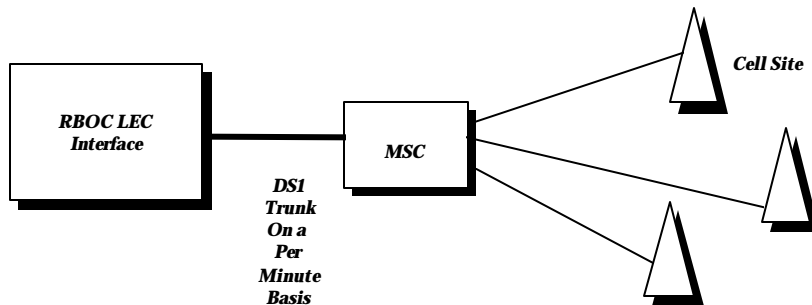 RBOC LEC
Interface
MSC
Cell Site
DS1
Trunk
On a
Per
Minute
Basis